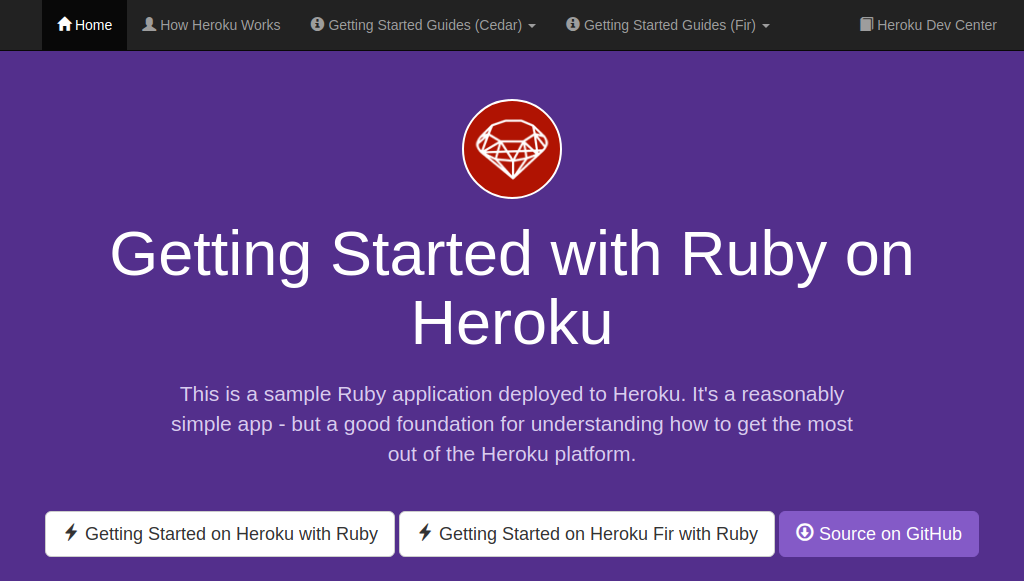 Home
How Heroku Works
Getting Started Guides (Cedar)
Getting Started Guides (Fir)
Heroku Dev Center
Getting Started with Ruby on
Heroku
This is a sample Ruby application deployed to Heroku. It's a reasonably
simple app - but a good foundation for understanding how to get the most
out of the Heroku platform.
Getting Started on Heroku with Ruby
Getting Started on Heroku Fir with Ruby
Source on GitHub